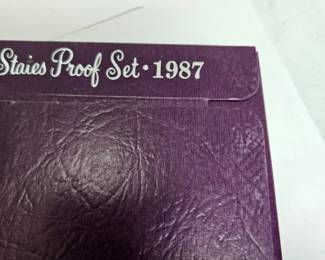 States Proof Set • 1987